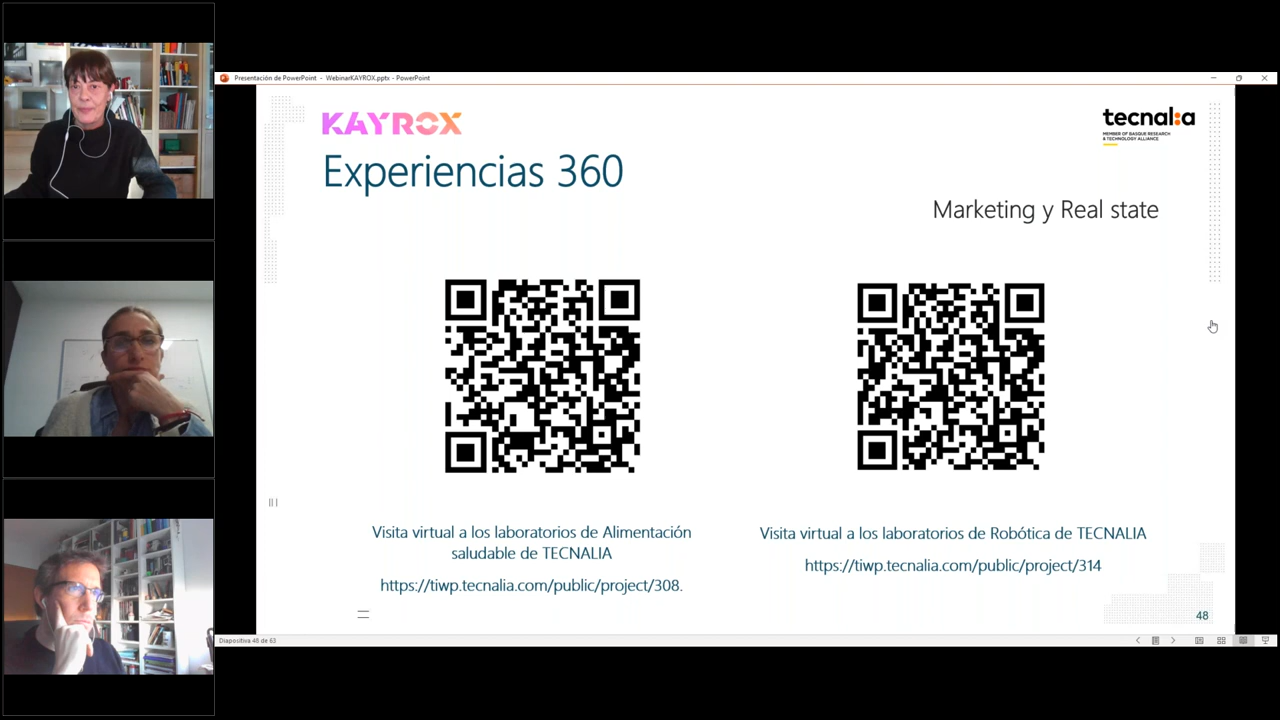 Presentación de PowerPoint - WebinarKAYROX.pptx - PowerPoint
KAYROX
tecnal:a
MEMBER OF BASQUE RESEARCH
& TECHNOLOGY ALLIANCE
Experiencias 360
Marketing y Real state
Visita virtual a los laboratorios de Alimentación
saludable de TECNALIA
https://tiwp.tecnalia.com/public/project/308.
Visita virtual a los laboratorios de Robótica de TECNALIA
https://tiwp.tecnalia.com/public/project/314
48
Diapositiva 48 de 63